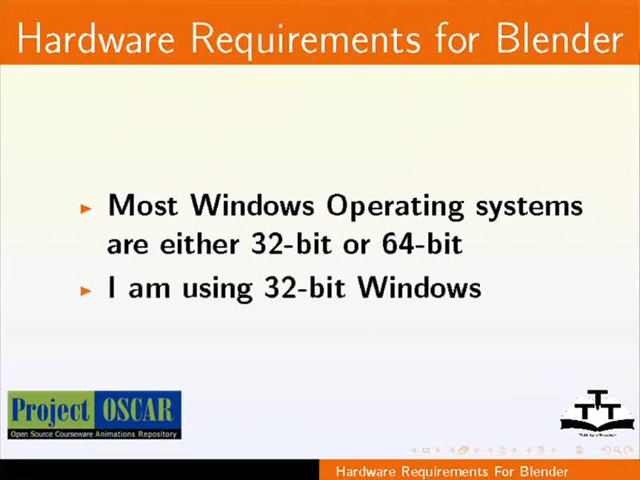 Hardware Requirements for Blender
Most Windows Operating systems
are either 32-bit or 64-bit
I am using 32-bit Windows
Project OSCAR
Open Source Courseware Animations Repository
TTT
Hardware Requirements For Blender